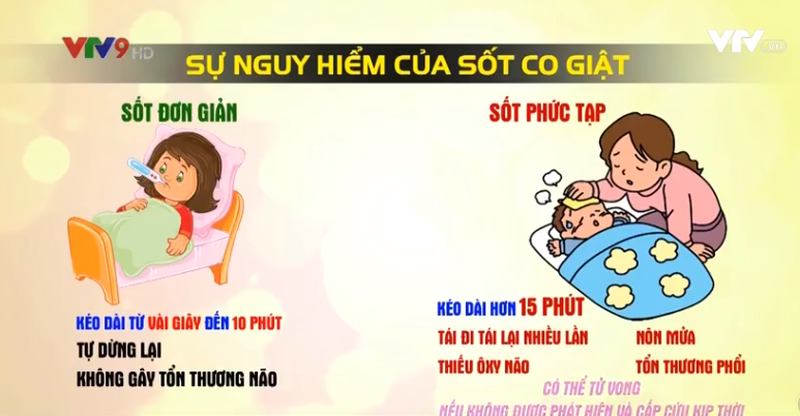 VTV9 HD
VTV.vn
SỰ NGUY HIỂM CỦA SỐT CO GIẬT
SỐT ĐƠN GIẢN
KÉO DÀI TỪ VÀI GIÂY ĐẾN 10 PHÚT
TỰ DỪNG LẠI
KHÔNG GÂY TỔN THƯƠNG NÃO
SỐT PHỨC TẠP
KÉO DÀI HƠN 15 PHÚT
TÁI ĐI TÁI LẠI NHIỀU LẦN
NÔN MỬA
THIẾU ÔXY NÃO
TỔN THƯƠNG PHỔI
CÓ THỂ TỬ VONG
NẾU KHÔNG ĐƯỢC PHÁT HIỆN VÀ CẤP CỨU KỊP THỜI